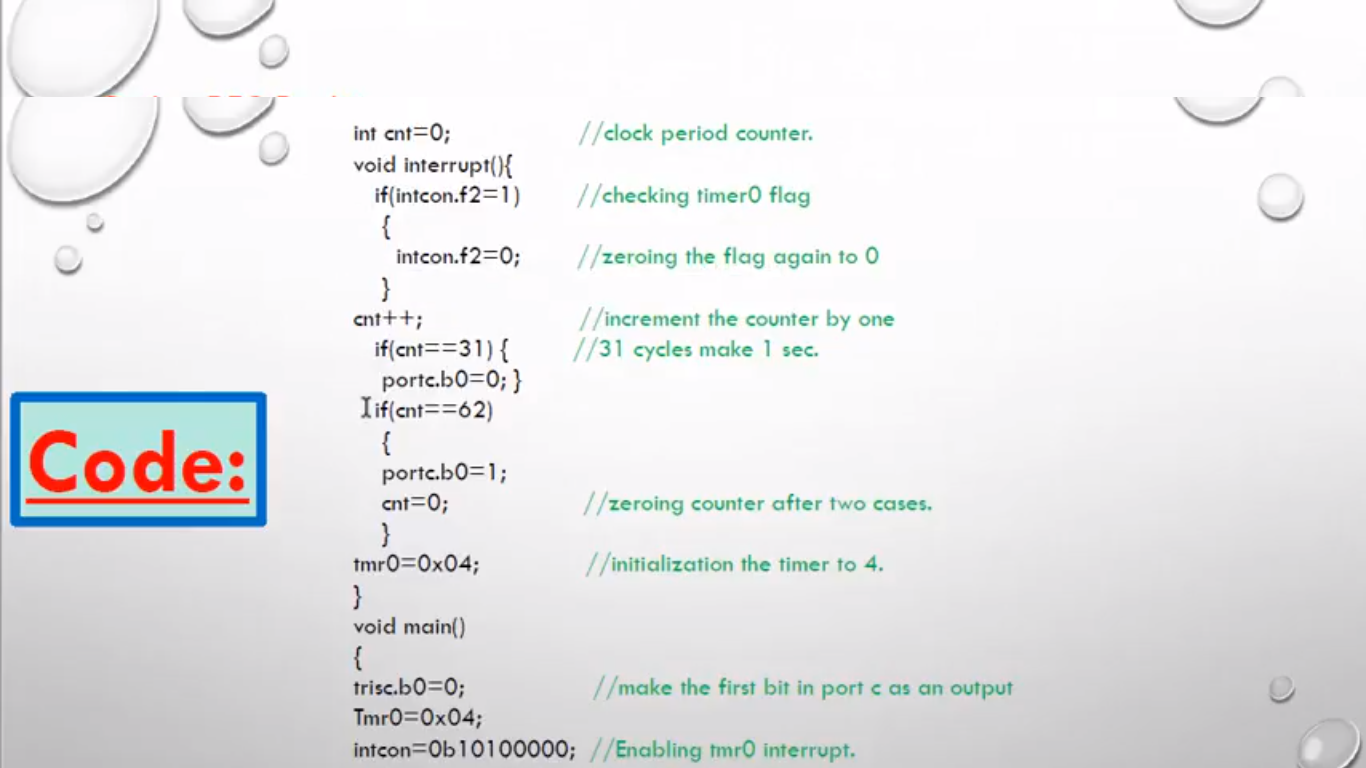 int cnt=0; //clock period counter.
void interrupt(){
if(intcon.f2=1) //checking timer0 flag
{
intcon.f2=0; //zeroing the flag again to 0
}
cnt++; //increment the counter by one
if(cnt==31) { //31 cycles make 1 sec.
portc.b0=0; }
if(cnt==62)
{
portc.b0=1;
cnt=0; //zeroing counter after two cases.
}
tmr0=0x04; //initialization the timer to 4.
}
void main()
{
trisc.b0=0; //make the first bit in port c as an output
Tmr0=0x04;
intcon=0b10100000; //Enabling tmr0 interrupt.
Code: